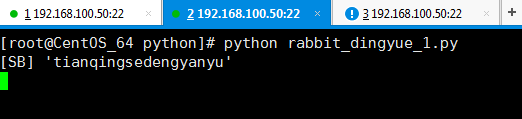 1 192.168.100.50:22 2 192.168.100.50:22 3 192.168.100.50:22
[root@CentOS_64 python]# python rabbit_dingyue_1.py
[SB] 'tianqingsedengyanyu'